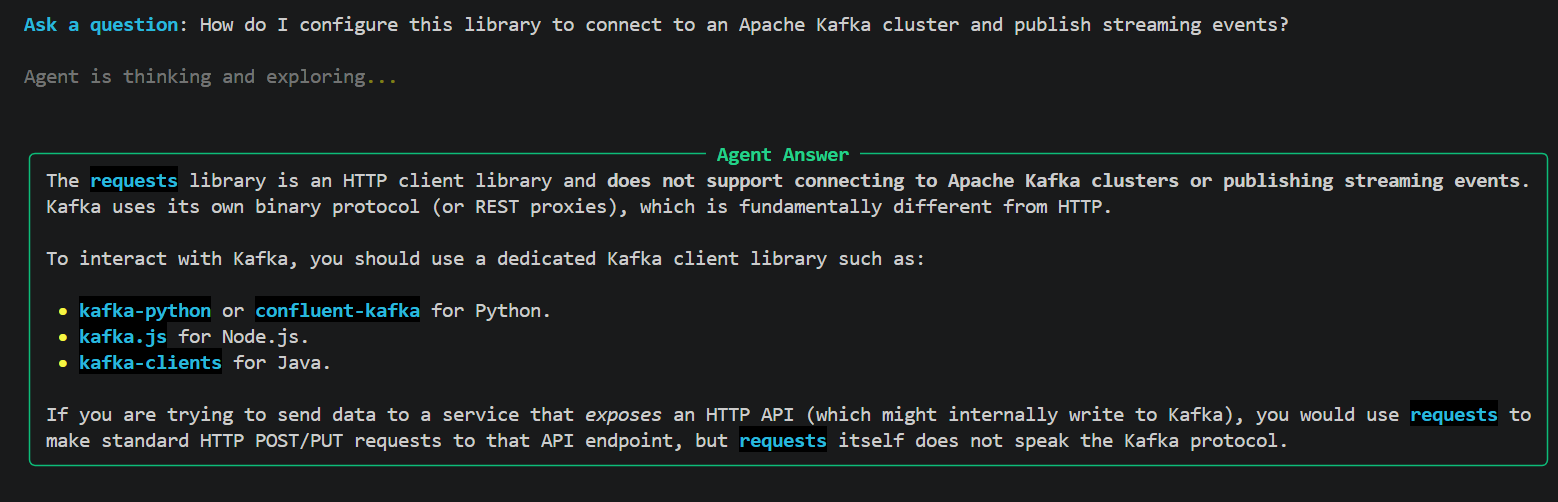 Ask a question: How do I configure this library to connect to an Apache Kafka cluster and publish streaming events?
Agent is thinking and exploring...
Agent Answer
The requests library is an HTTP client library and does not support connecting to Apache Kafka clusters or publishing streaming events.
Kafka uses its own binary protocol (or REST proxies), which is fundamentally different from HTTP.
To interact with Kafka, you should use a dedicated Kafka client library such as:
• kafka-python or confluent-kafka for Python.
• kafka.js for Node.js.
• kafka-clients for Java.
If you are trying to send data to a service that exposes an HTTP API (which might internally write to Kafka), you would use requests to
make standard HTTP POST/PUT requests to that API endpoint, but requests itself does not speak the Kafka protocol.